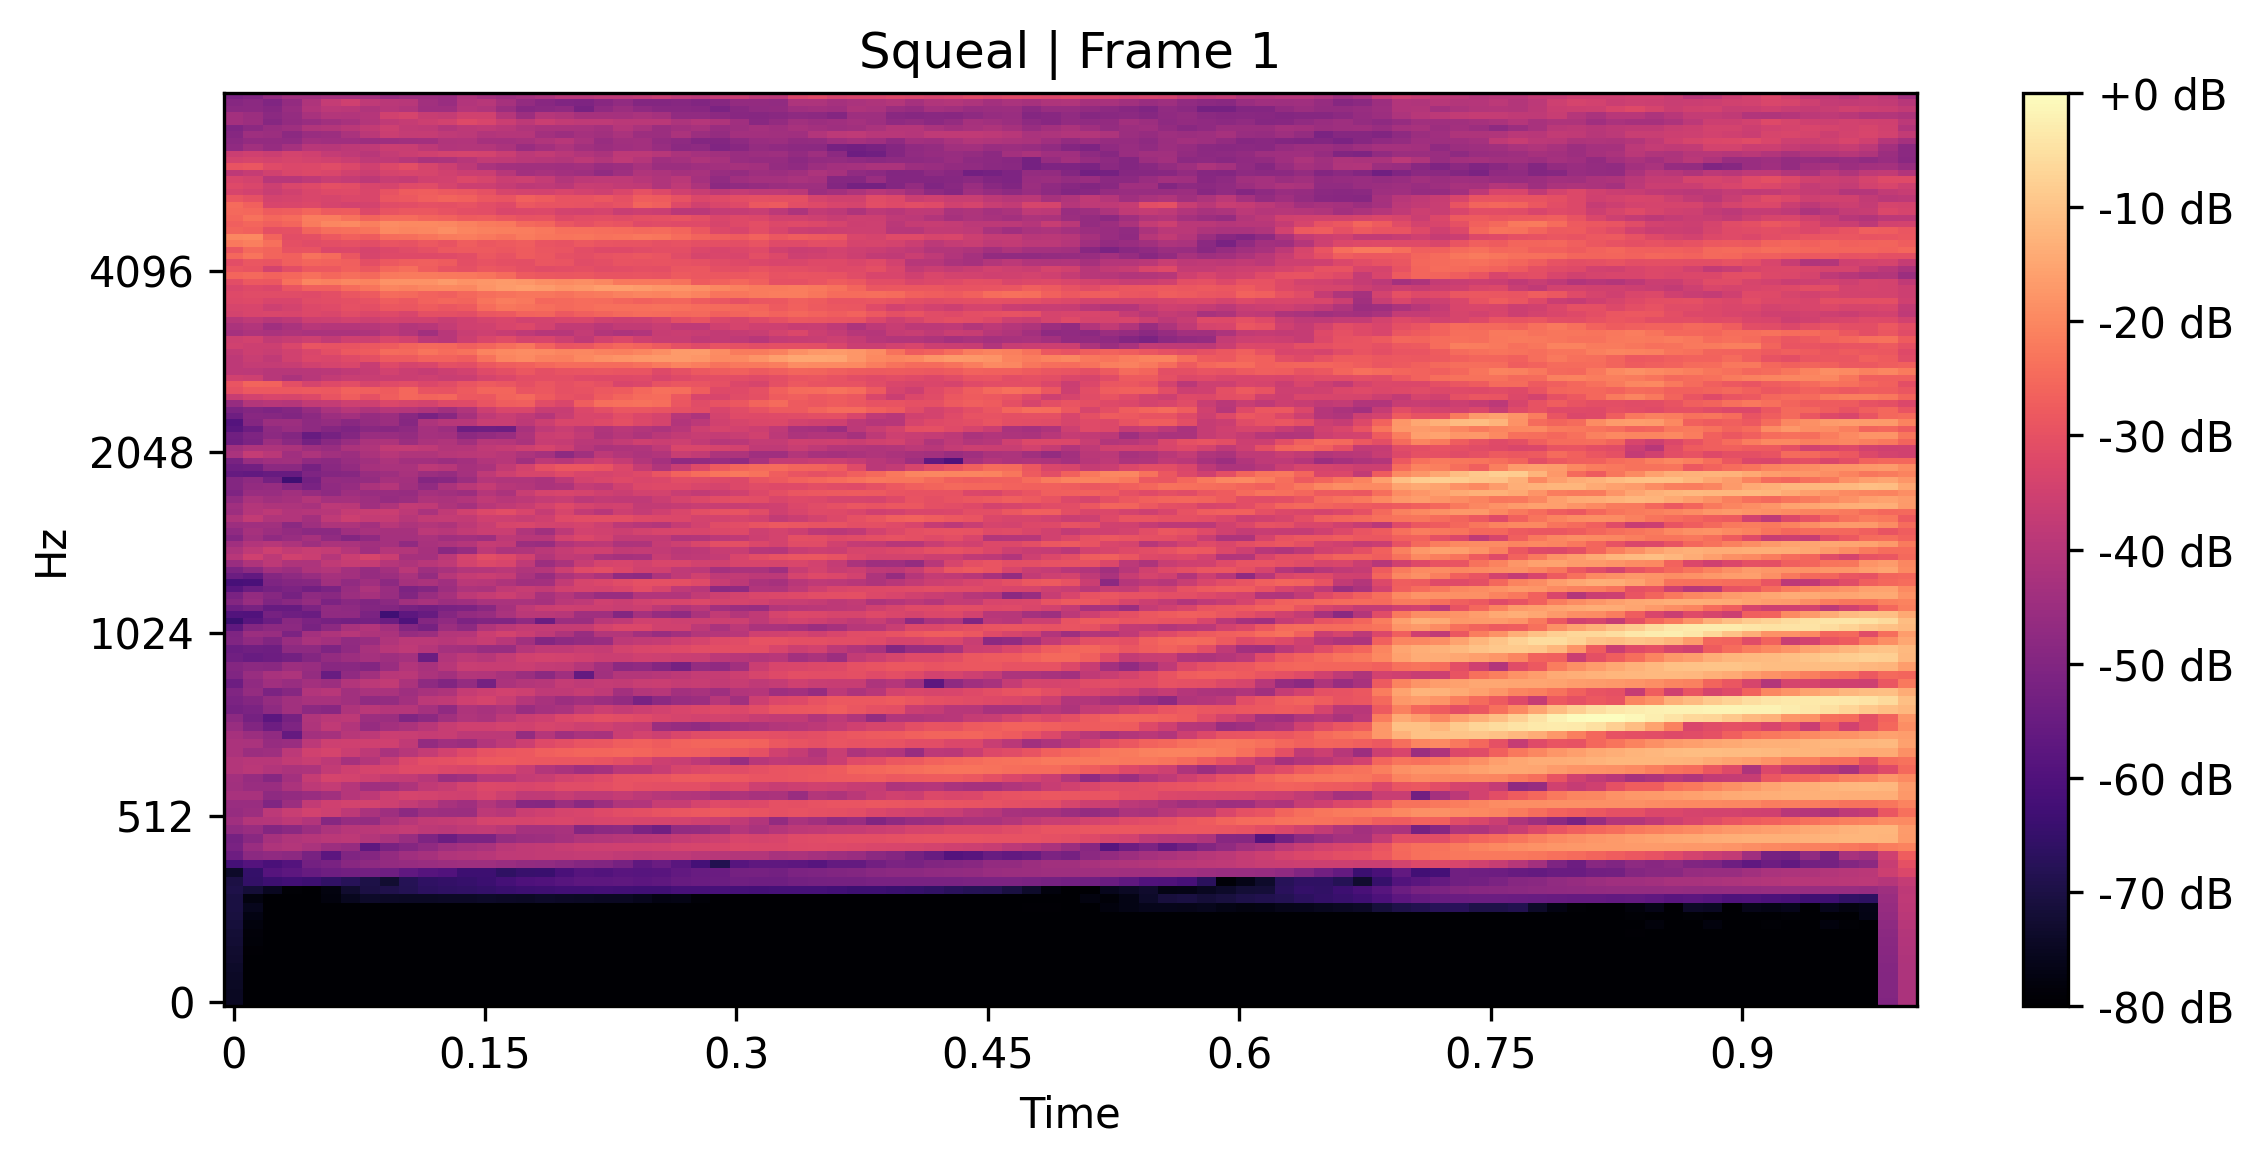 Squeal | Frame 1
Hz
4096
2048
1024
512
0
0 0.15 0.3 0.45 0.6 0.75 0.9
Time
+0 dB
-10 dB
-20 dB
-30 dB
-40 dB
-50 dB
-60 dB
-70 dB
-80 dB